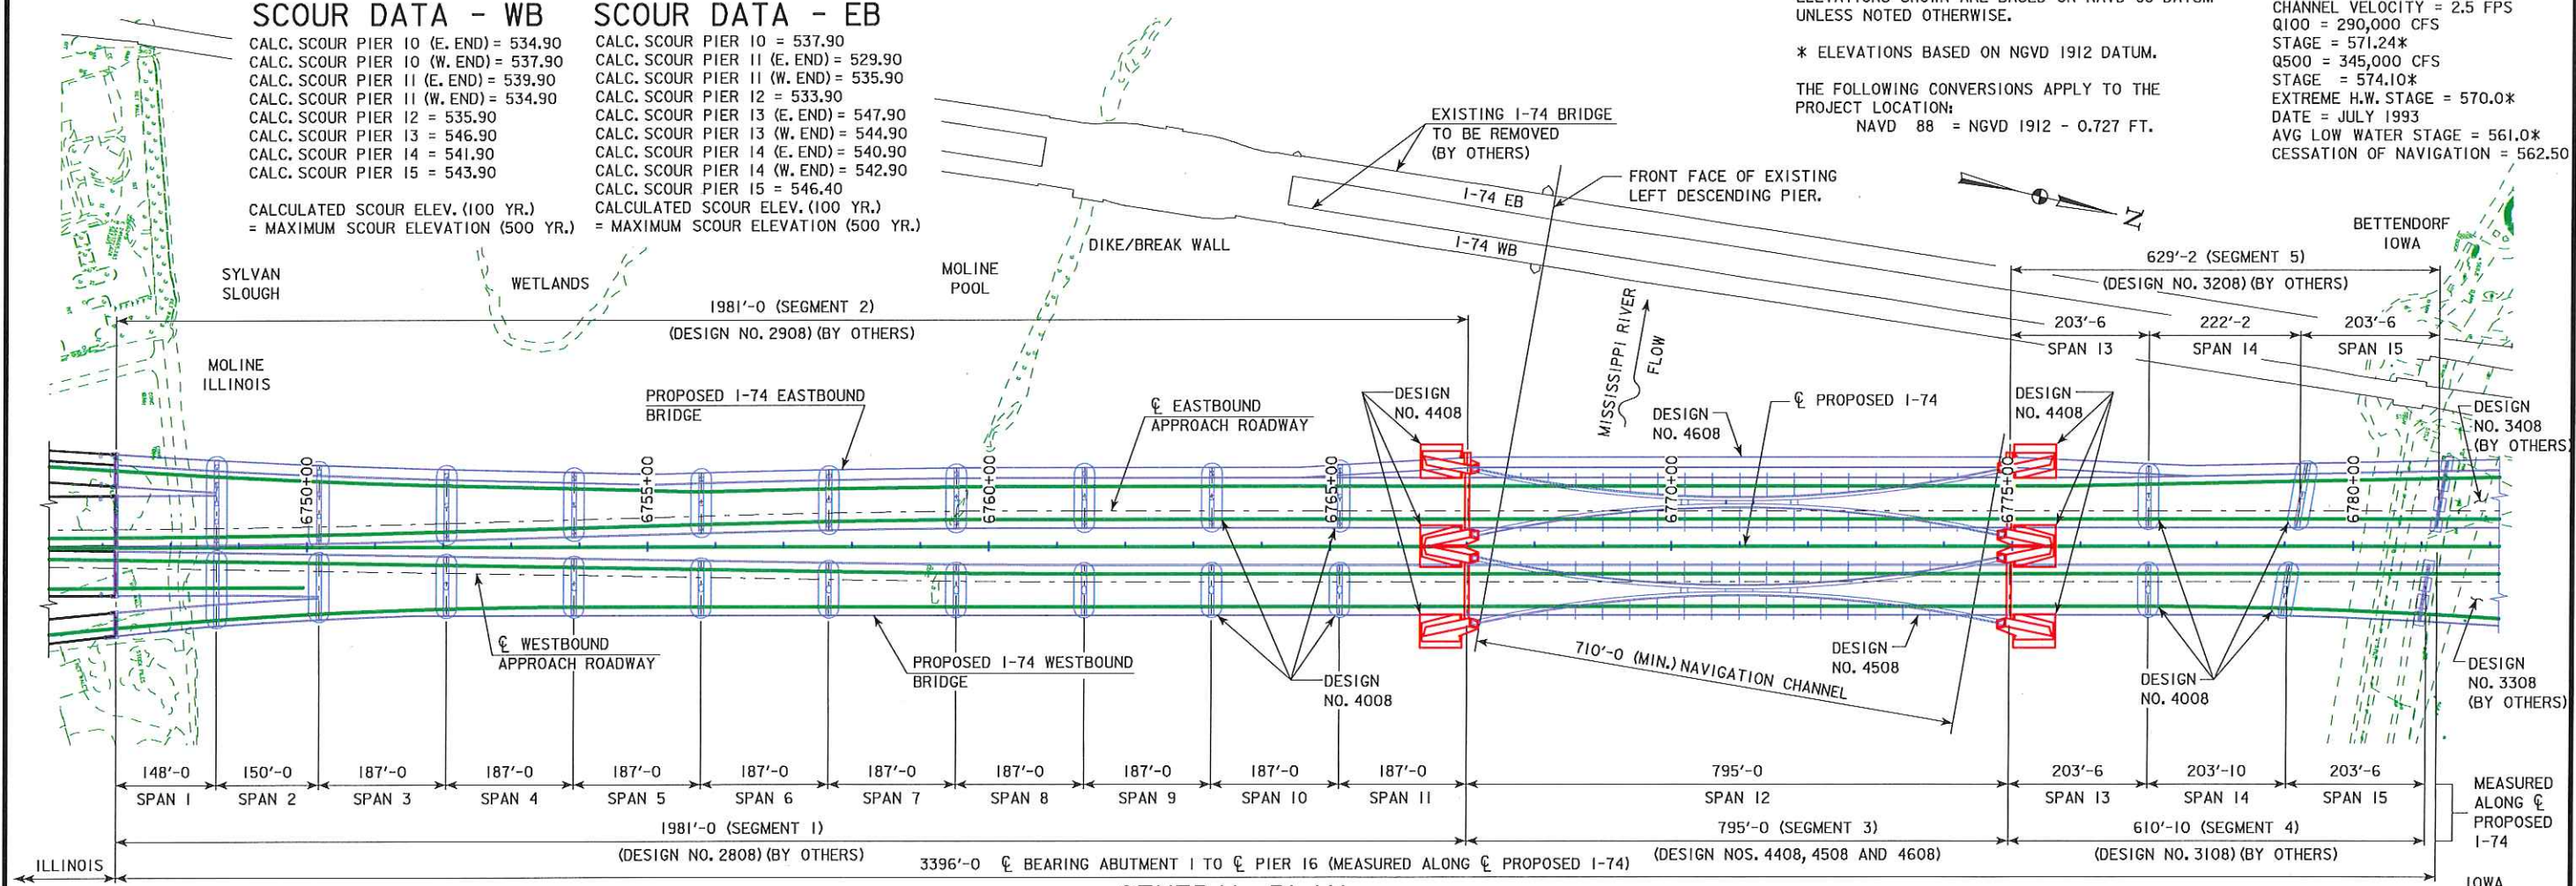 SCOUR DATA - WB
CALC. SCOUR PIER 10 (E. END) = 534.90
CALC. SCOUR PIER 10 (W. END) = 537.90
CALC. SCOUR PIER 11 (E. END) = 539.90
CALC. SCOUR PIER 11 (W. END) = 534.90
CALC. SCOUR PIER 12 = 535.90
CALC. SCOUR PIER 13 = 546.90
CALC. SCOUR PIER 14 = 541.90
CALC. SCOUR PIER 15 = 543.90
CALCULATED SCOUR ELEV. (100 YR.)
= MAXIMUM SCOUR ELEVATION (500 YR.)
SCOUR DATA - EB
CALC. SCOUR PIER 10 = 537.90
CALC. SCOUR PIER 11 (E. END) = 529.90
CALC. SCOUR PIER 11 (W. END) = 535.90
CALC. SCOUR PIER 12 = 533.90
CALC. SCOUR PIER 13 (E. END) = 547.90
CALC. SCOUR PIER 13 (W. END) = 544.90
CALC. SCOUR PIER 14 (E. END) = 540.90
CALC. SCOUR PIER 14 (W. END) = 542.90
CALC. SCOUR PIER 15 = 546.40
CALCULATED SCOUR ELEV. (100 YR.)
= MAXIMUM SCOUR ELEVATION (500 YR.)
UNLESS NOTED OTHERWISE.
* ELEVATIONS BASED ON NGVD 1912 DATUM.
THE FOLLOWING CONVERSIONS APPLY TO THE
PROJECT LOCATION:
NAVD 88 = NGVD 1912 - 0.727 FT.
CHANNEL VELOCITY = 2.5 FPS
Q100 = 290,000 CFS
STAGE = 571.24*
Q500 = 345,000 CFS
STAGE = 574.10*
EXTREME H.W. STAGE = 570.0*
DATE = JULY 1993
AVG LOW WATER STAGE = 561.0*
CESSATION OF NAVIGATION = 562.50
EXISTING I-74 BRIDGE
TO BE REMOVED
(BY OTHERS)
FRONT FACE OF EXISTING
LEFT DESCENDING PIER.
I-74 EB
I-74 WB
N
BETTENDORF
IOWA
SYLVAN
SLOUGH
WETLANDS
MOLINE
POOL
DIKE/BREAK WALL
MOLINE
ILLINOIS
1981'-0 (SEGMENT 2)
(DESIGN NO. 2908) (BY OTHERS)
MISSISSIPPI RIVER
FLOW
629'-2 (SEGMENT 5)
(DESIGN NO. 3208) (BY OTHERS)
203'-6
SPAN 13
222'-2
SPAN 14
203'-6
SPAN 15
PROPOSED I-74 EASTBOUND
BRIDGE
℄ EASTBOUND
APPROACH ROADWAY
DESIGN
NO. 4408
DESIGN
NO. 4608
℄ PROPOSED I-74
DESIGN
NO. 4408
DESIGN
NO. 3408
(BY OTHERS)
6750+00
6755+00
6760+00
6765+00
6770+00
6775+00
6780+00
℄ WESTBOUND
APPROACH ROADWAY
PROPOSED I-74 WESTBOUND
BRIDGE
DESIGN
NO. 4008
710'-0 (MIN.) NAVIGATION CHANNEL
DESIGN
NO. 4508
DESIGN
NO. 4008
DESIGN
NO. 3308
(BY OTHERS)
148'-0
SPAN 1
150'-0
SPAN 2
187'-0
SPAN 3
187'-0
SPAN 4
187'-0
SPAN 5
187'-0
SPAN 6
187'-0
SPAN 7
187'-0
SPAN 8
187'-0
SPAN 9
187'-0
SPAN 10
187'-0
SPAN 11
795'-0
SPAN 12
203'-6
SPAN 13
203'-10
SPAN 14
203'-6
SPAN 15
MEASURED
ALONG ℄
PROPOSED
I-74
1981'-0 (SEGMENT 1)
(DESIGN NO. 2808) (BY OTHERS)
795'-0 (SEGMENT 3)
(DESIGN NOS. 4408, 4508 AND 4608)
610'-10 (SEGMENT 4)
(DESIGN NO. 3108) (BY OTHERS)
ILLINOIS
3396'-0 ℄ BEARING ABUTMENT 1 TO ℄ PIER 16 (MEASURED ALONG ℄ PROPOSED I-74)
IOWA